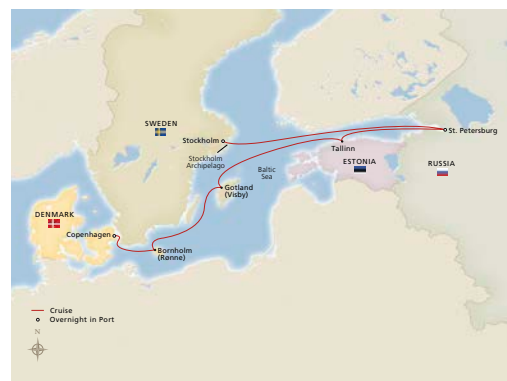 SWEDEN
Stockholm
Stockholm
Archipelago
St. Petersburg
Tallinn
ESTONIA
RUSSIA
Baltic
Sea
Gotland
(Visby)
DENMARK
Copenhagen
Bornholm
(Rønne)
Cruise
Overnight in Port
N